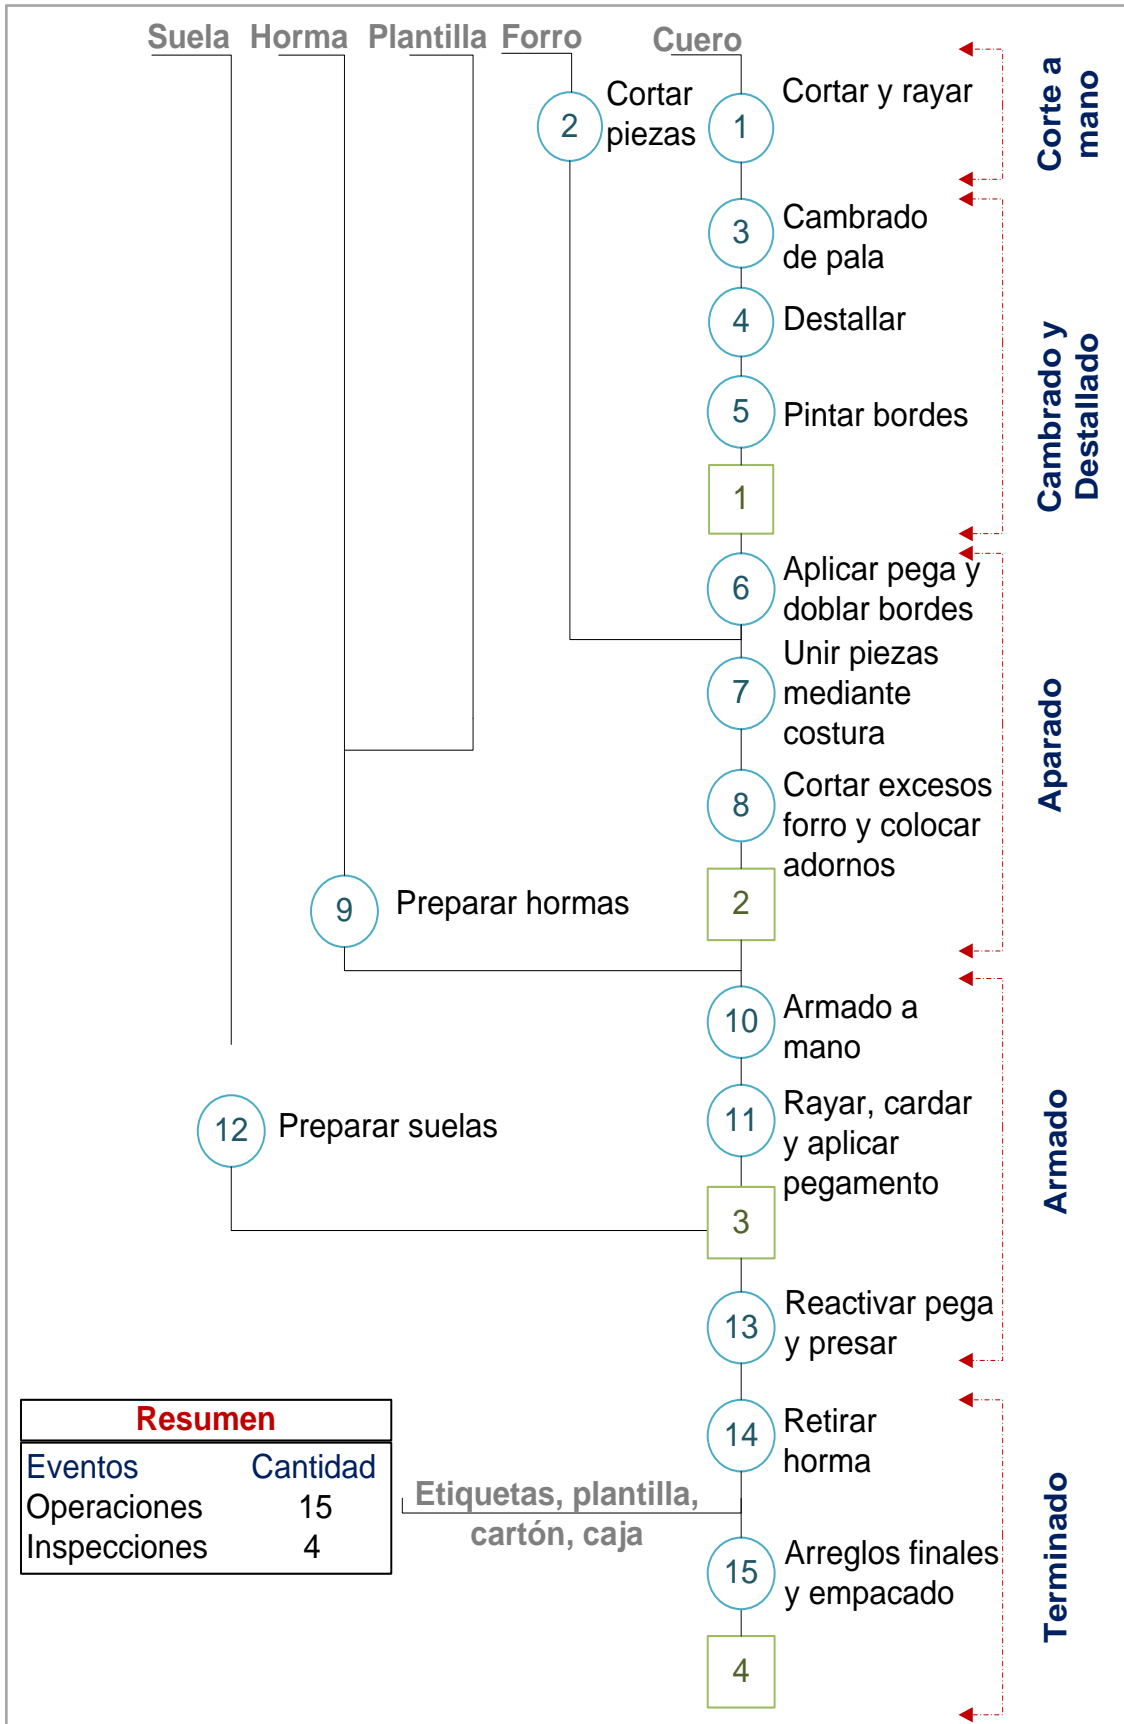 Suela Horma Plantilla Forro Cuero
Corte a
mano
Cortar
piezas
2
Cortar y rayar
1
Cambrado y
Destallado
3
Cambrado
de pala
4
Destallar
5
Pintar bordes
1
Aparado
6
Aplicar pega y
doblar bordes
7
Unir piezas
mediante
costura
8
Cortar excesos
forro y colocar
adornos
9
Preparar hormas
2
Armado
10
Armado a
mano
11
Rayar, cardar
y aplicar
pegamento
12
Preparar suelas
3
13
Reactivar pega
y presar
Terminado
14
Retirar
horma
Resumen
Eventos Cantidad
Operaciones 15
Inspecciones 4
Etiquetas, plantilla,
cartón, caja
15
Arreglos finales
y empacado
4